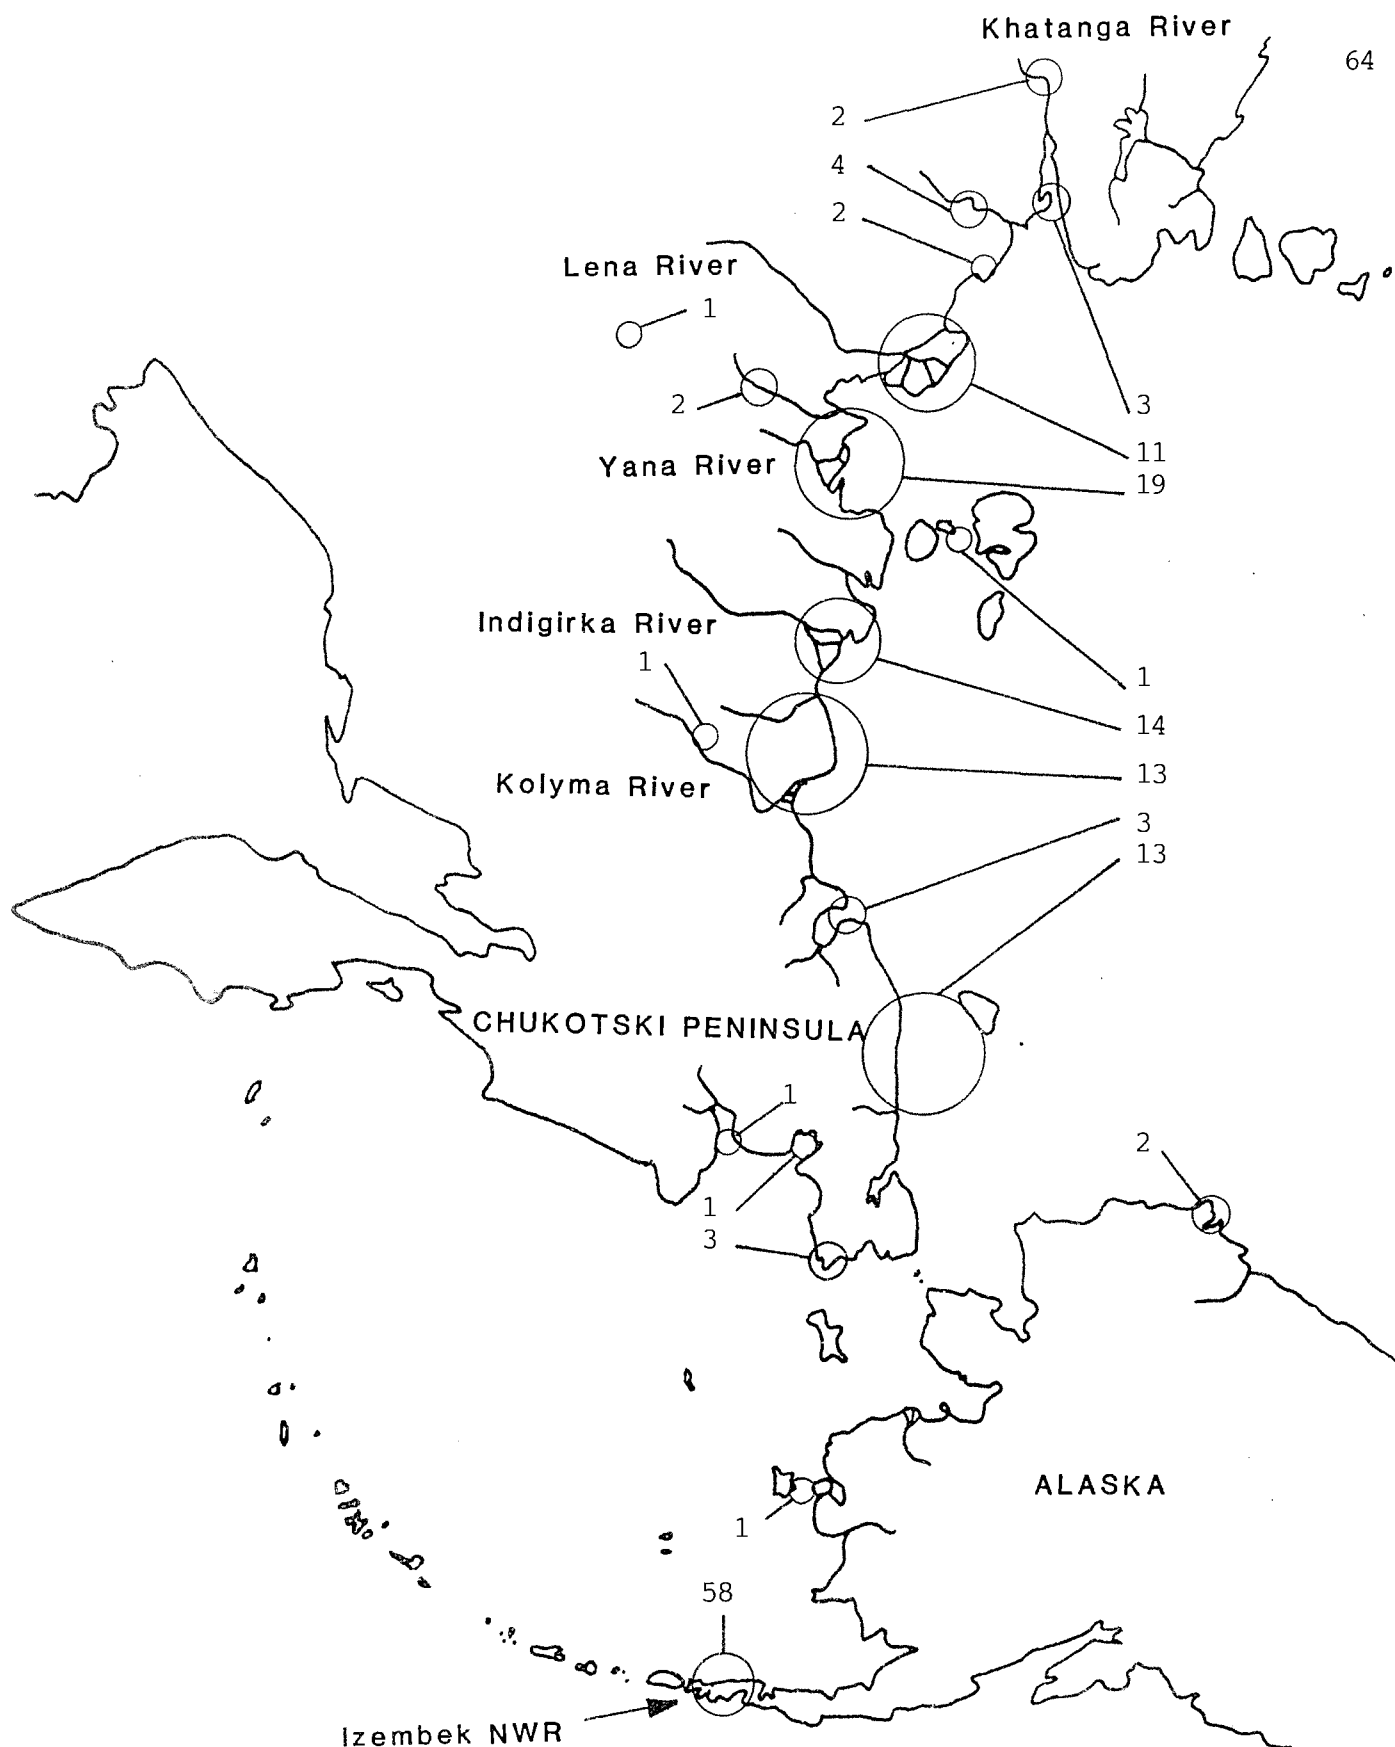 Khatanga River
64
2
4
2
Lena River
1
3
2
11
Yana River
19
Indigirka River
1
1
14
13
Kolyma River
3
13
CHUKOTSKI PENINSULA
1
2
1
3
ALASKA
1
58
Izembek NWR